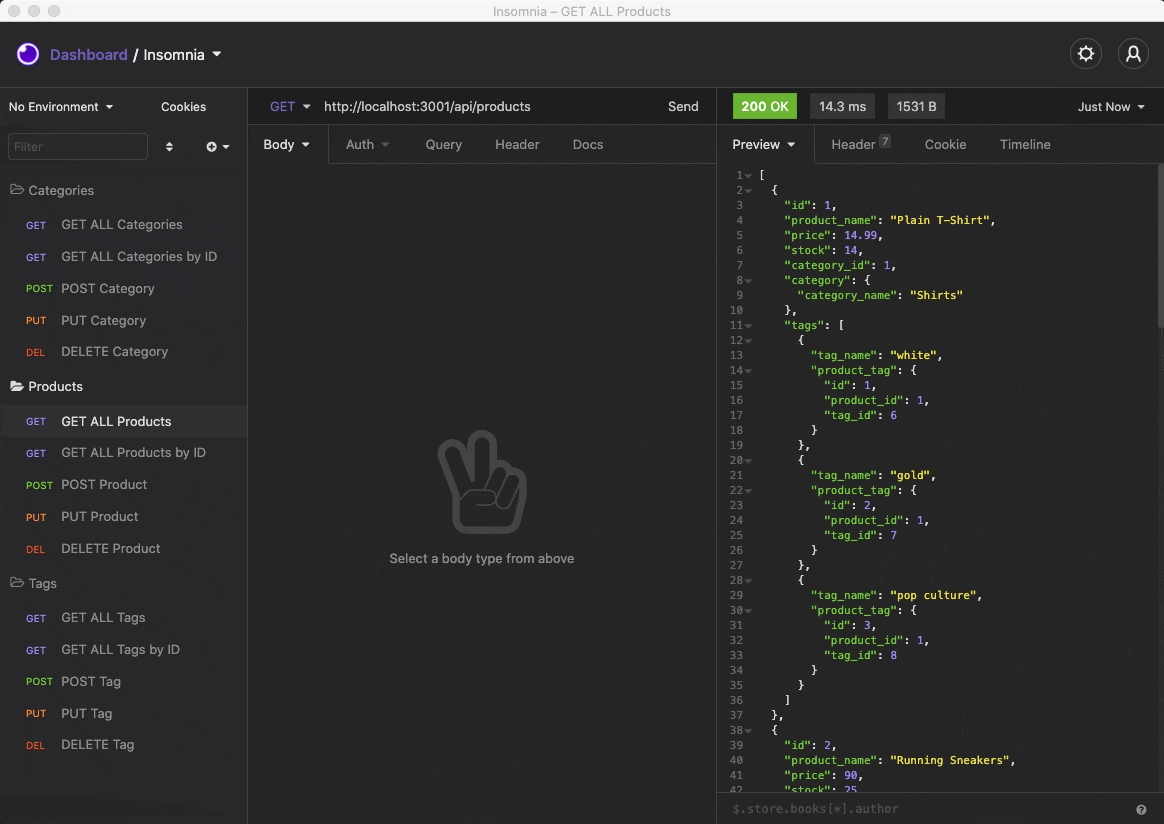 Insomnia – GET ALL Products
Dashboard / Insomnia
No Environment
Cookies
Filter
Categories
GET GET ALL Categories
GET GET ALL Categories by ID
POST POST Category
PUT PUT Category
DEL DELETE Category
Products
GET GET ALL Products
GET GET ALL Products by ID
POST POST Product
PUT PUT Product
DEL DELETE Product
Tags
GET GET ALL Tags
GET GET ALL Tags by ID
POST POST Tag
PUT PUT Tag
DEL DELETE Tag
GET http://localhost:3001/api/products Send
Body Auth Query Header Docs
Select a body type from above
200 OK 14.3 ms 1531 B Just Now
Preview Header 7 Cookie Timeline
1 [
2 {
3 "id": 1,
4 "product_name": "Plain T-Shirt",
5 "price": 14.99,
6 "stock": 14,
7 "category_id": 1,
8 "category": {
9 "category_name": "Shirts"
10 },
11 "tags": [
12 {
13 "tag_name": "white",
14 "product_tag": {
15 "id": 1,
16 "product_id": 1,
17 "tag_id": 6
18 }
19 },
20 {
21 "tag_name": "gold",
22 "product_tag": {
23 "id": 2,
24 "product_id": 1,
25 "tag_id": 7
26 }
27 },
28 {
29 "tag_name": "pop culture",
30 "product_tag": {
31 "id": 3,
32 "product_id": 1,
33 "tag_id": 8
34 }
35 }
36 ]
37 },
38 {
39 "id": 2,
40 "product_name": "Running Sneakers",
41 "price": 90,
42 "stock": 25,
$.store.books[*].author